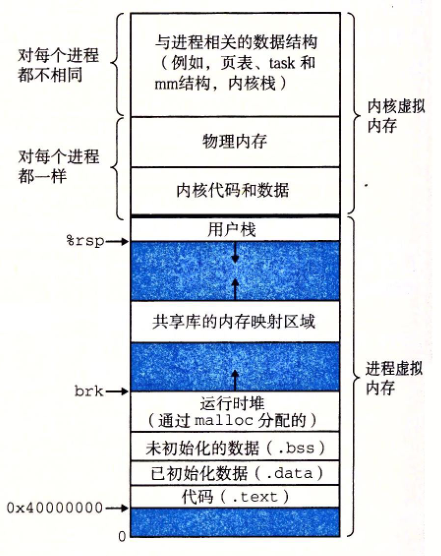 对每个进程
都不相同
与进程相关的数据结构
(例如，页表、task 和
mm结构，内核栈)
内核虚拟
内存
对每个进程
都一样
物理内存
内核代码和数据
用户栈
%rsp
共享库的内存映射区域
进程虚拟
内存
brk
运行时堆
(通过 malloc 分配的)
未初始化的数据(.bss)
已初始化数据(.data)
代码(.text)
0x40000000
0